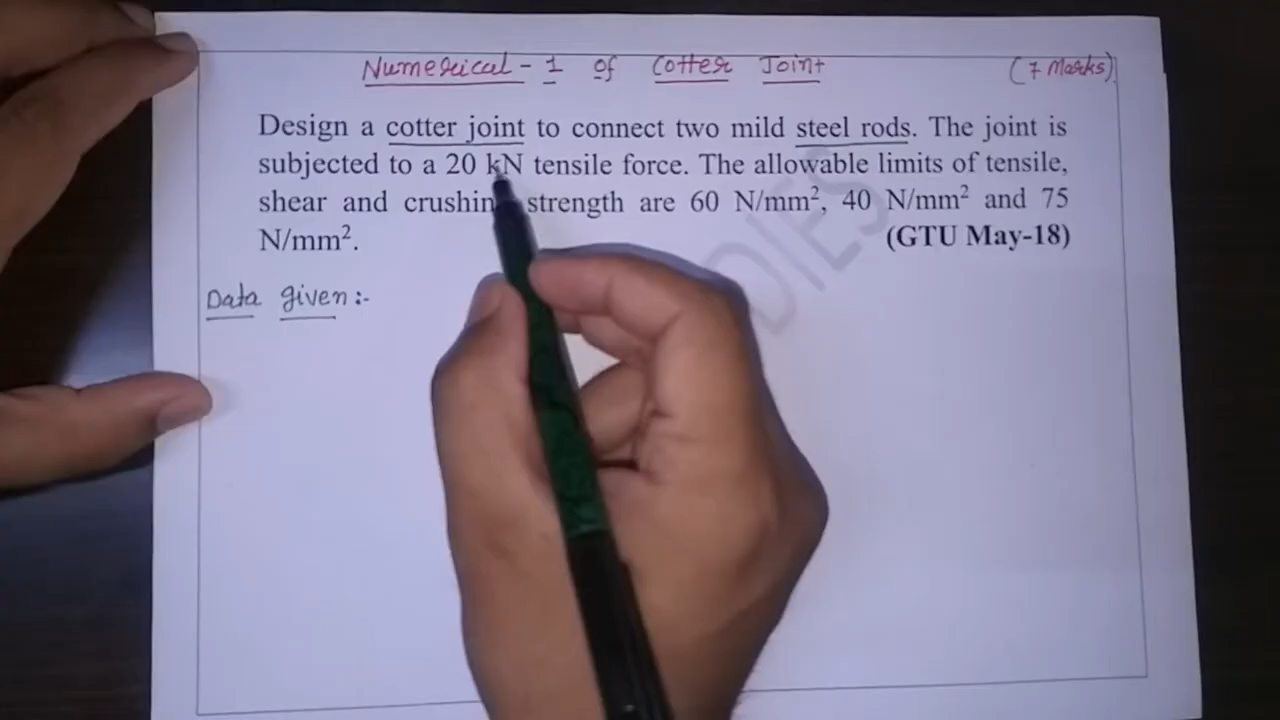 Numerical - 1 of Cotter Joint (7 Marks)
Design a cotter joint to connect two mild steel rods. The joint is
subjected to a 20 kN tensile force. The allowable limits of tensile,
shear and crushin strength are 60 N/mm², 40 N/mm² and 75
N/mm². (GTU May-18)
Data given :-